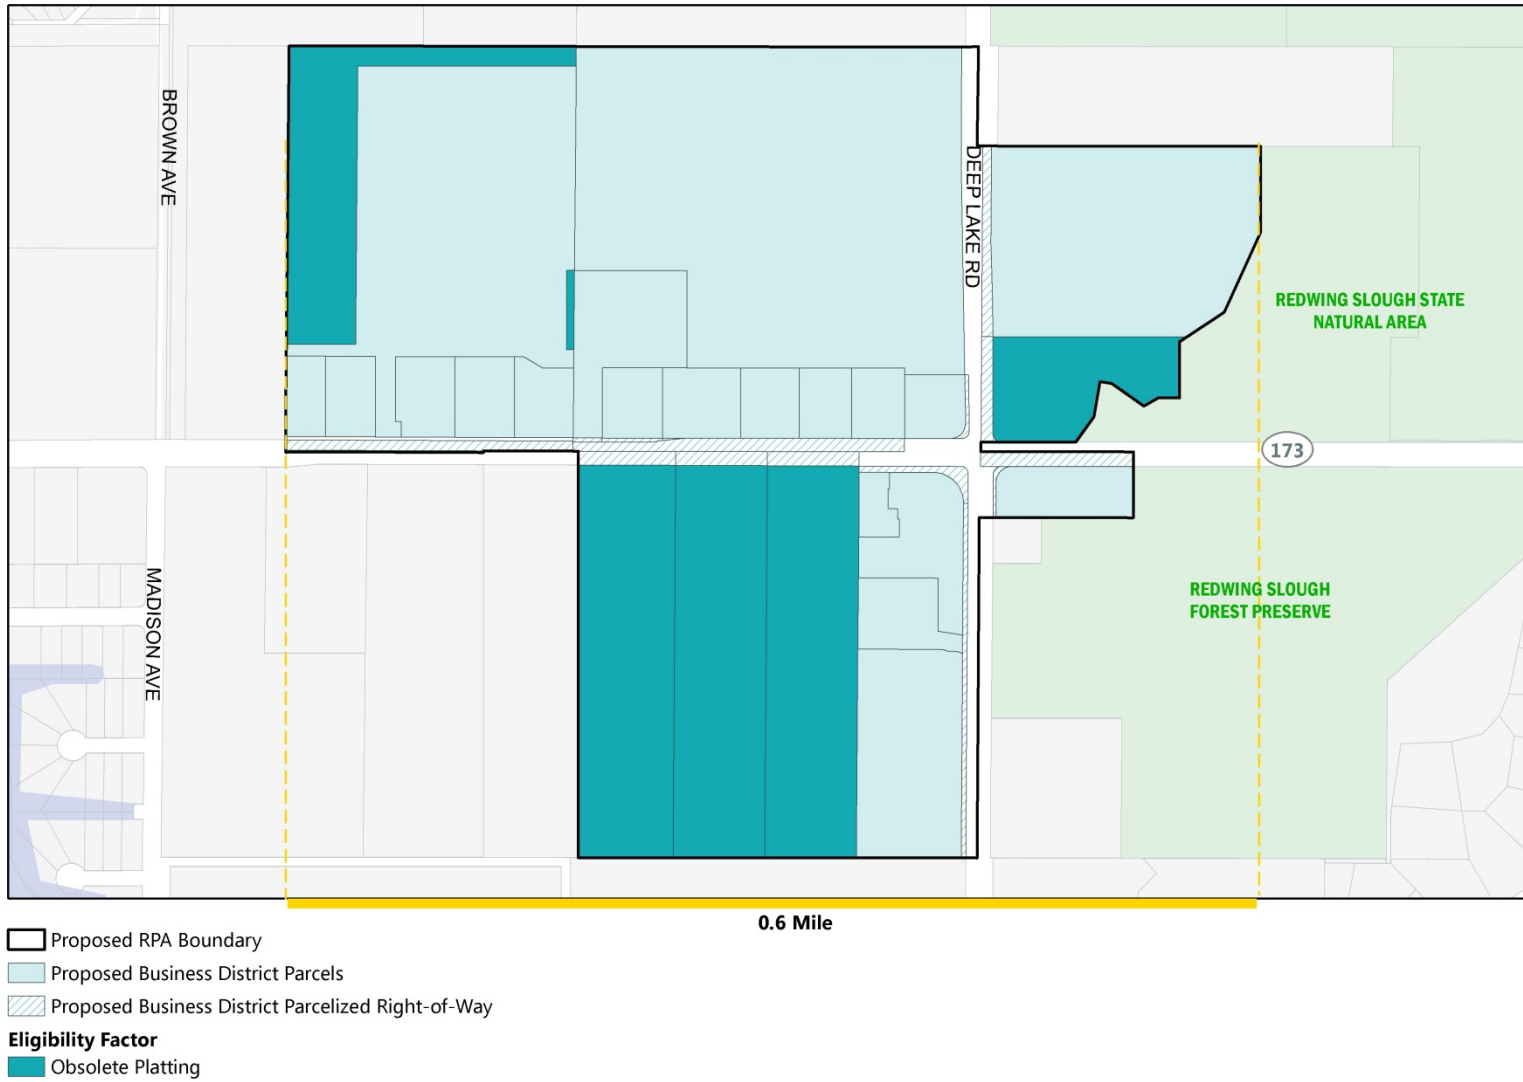 BROWN AVE
DEEP LAKE RD
REDWING SLOUGH STATE
NATURAL AREA
173
MADISON AVE
REDWING SLOUGH
FOREST PRESERVE
0.6 Mile
Proposed RPA Boundary
Proposed Business District Parcels
Proposed Business District Parcelized Right-of-Way
Eligibility Factor
Obsolete Platting